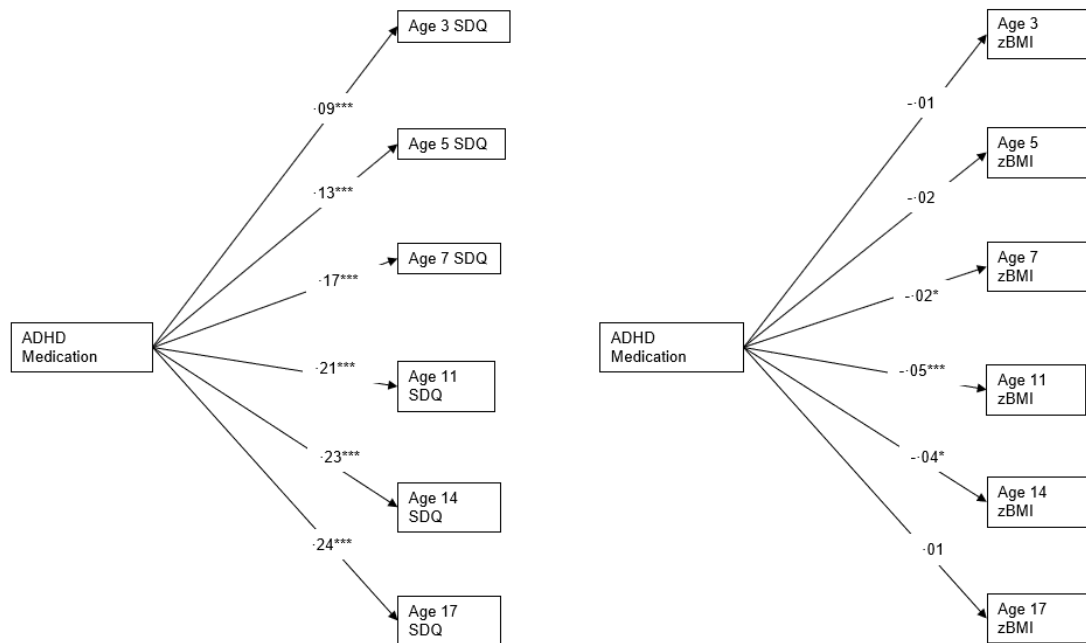 Age 3 SDQ
·09***
Age 5 SDQ
·13***
Age 7 SDQ
·17***
ADHD
Medication
·21***
Age 11
SDQ
·23***
Age 14
SDQ
·24***
Age 17
SDQ
Age 3
zBMI
-·01
Age 5
zBMI
-·02
Age 7
zBMI
-·02*
ADHD
Medication
-·05***
Age 11
zBMI
-·04*
Age 14
zBMI
·01
Age 17
zBMI